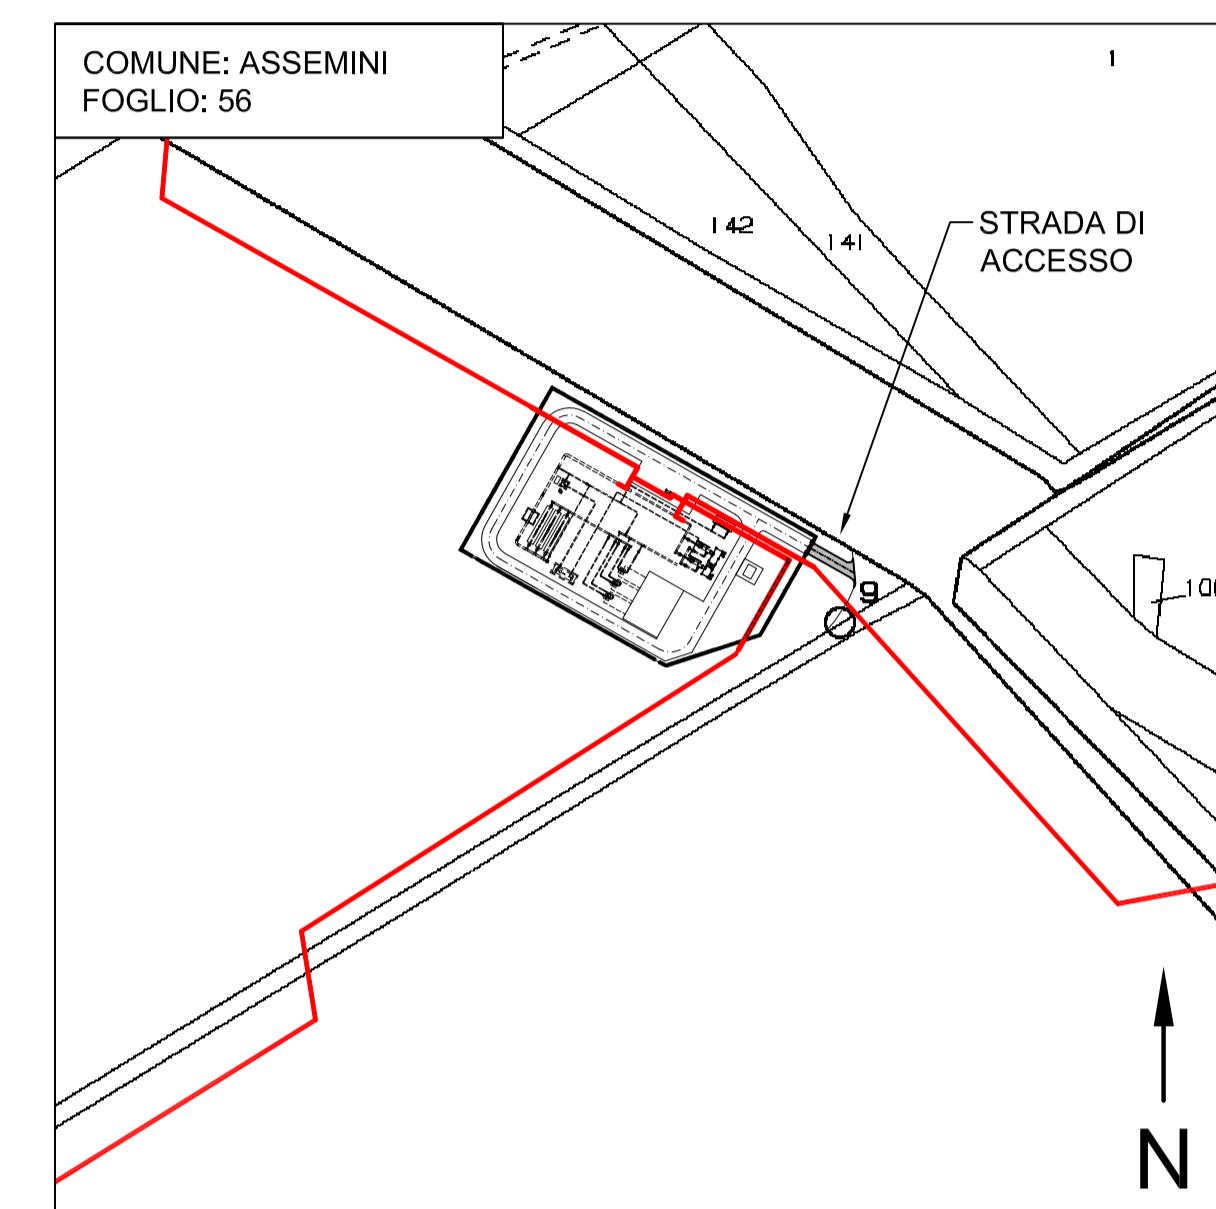 COMUNE: ASSEMINI
FOGLIO: 56
1
142
141
STRADA DI
ACCESSO
9
N